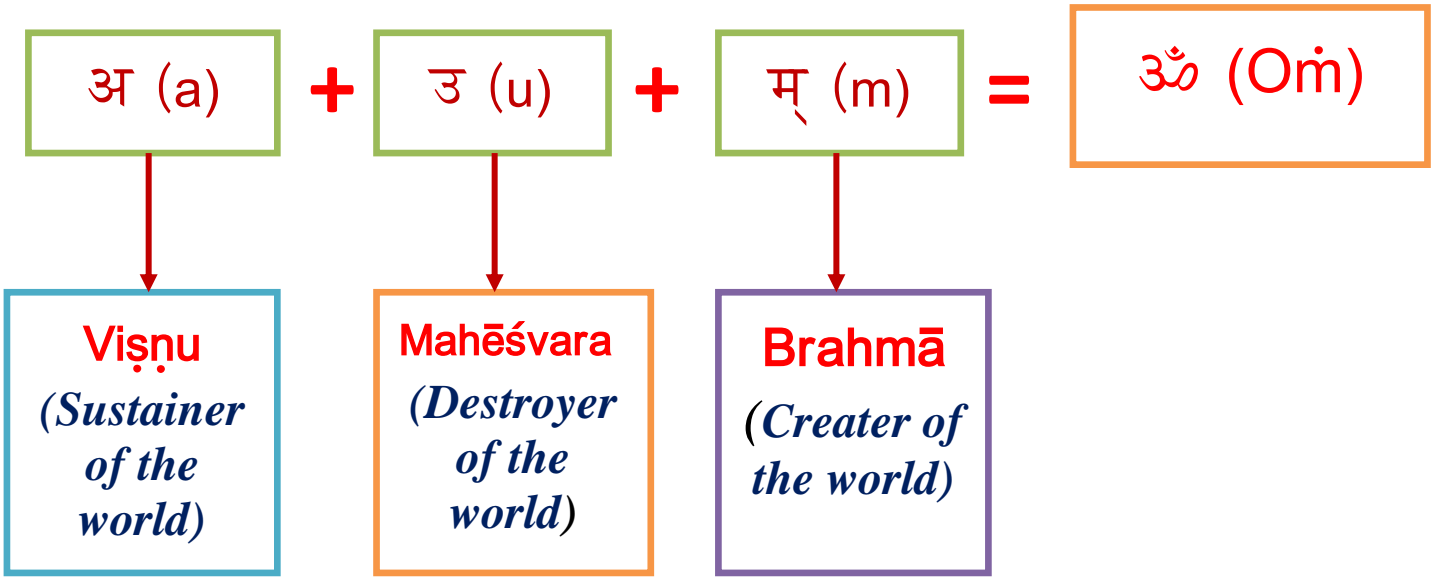 अ (a) + उ (u) + म् (m) = ॐ (Oṁ)
Viṣṇu
(Sustainer
of the
world)
Mahēśvara
(Destroyer
of the
world)
Brahmā
(Creater of
the world)